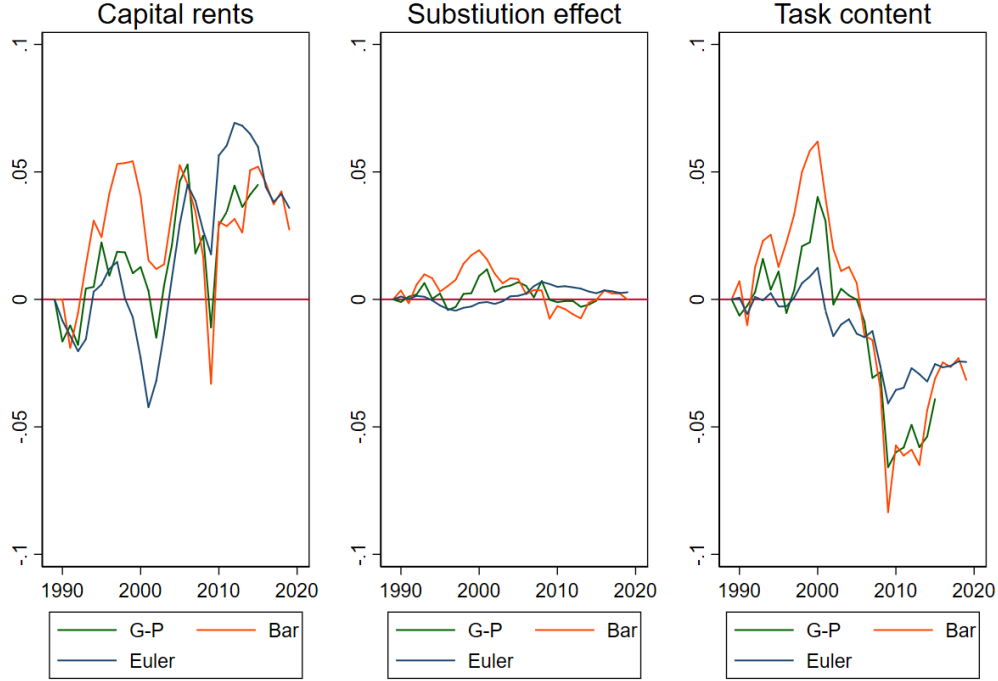 Capital rents
.1
.05
0
-.05
-.1
1990 2000 2010 2020
G-P Bar
Euler
Substiution effect
.1
.05
0
-.05
-.1
1990 2000 2010 2020
G-P Bar
Euler
Task content
.1
.05
0
-.05
-.1
1990 2000 2010 2020
G-P Bar
Euler